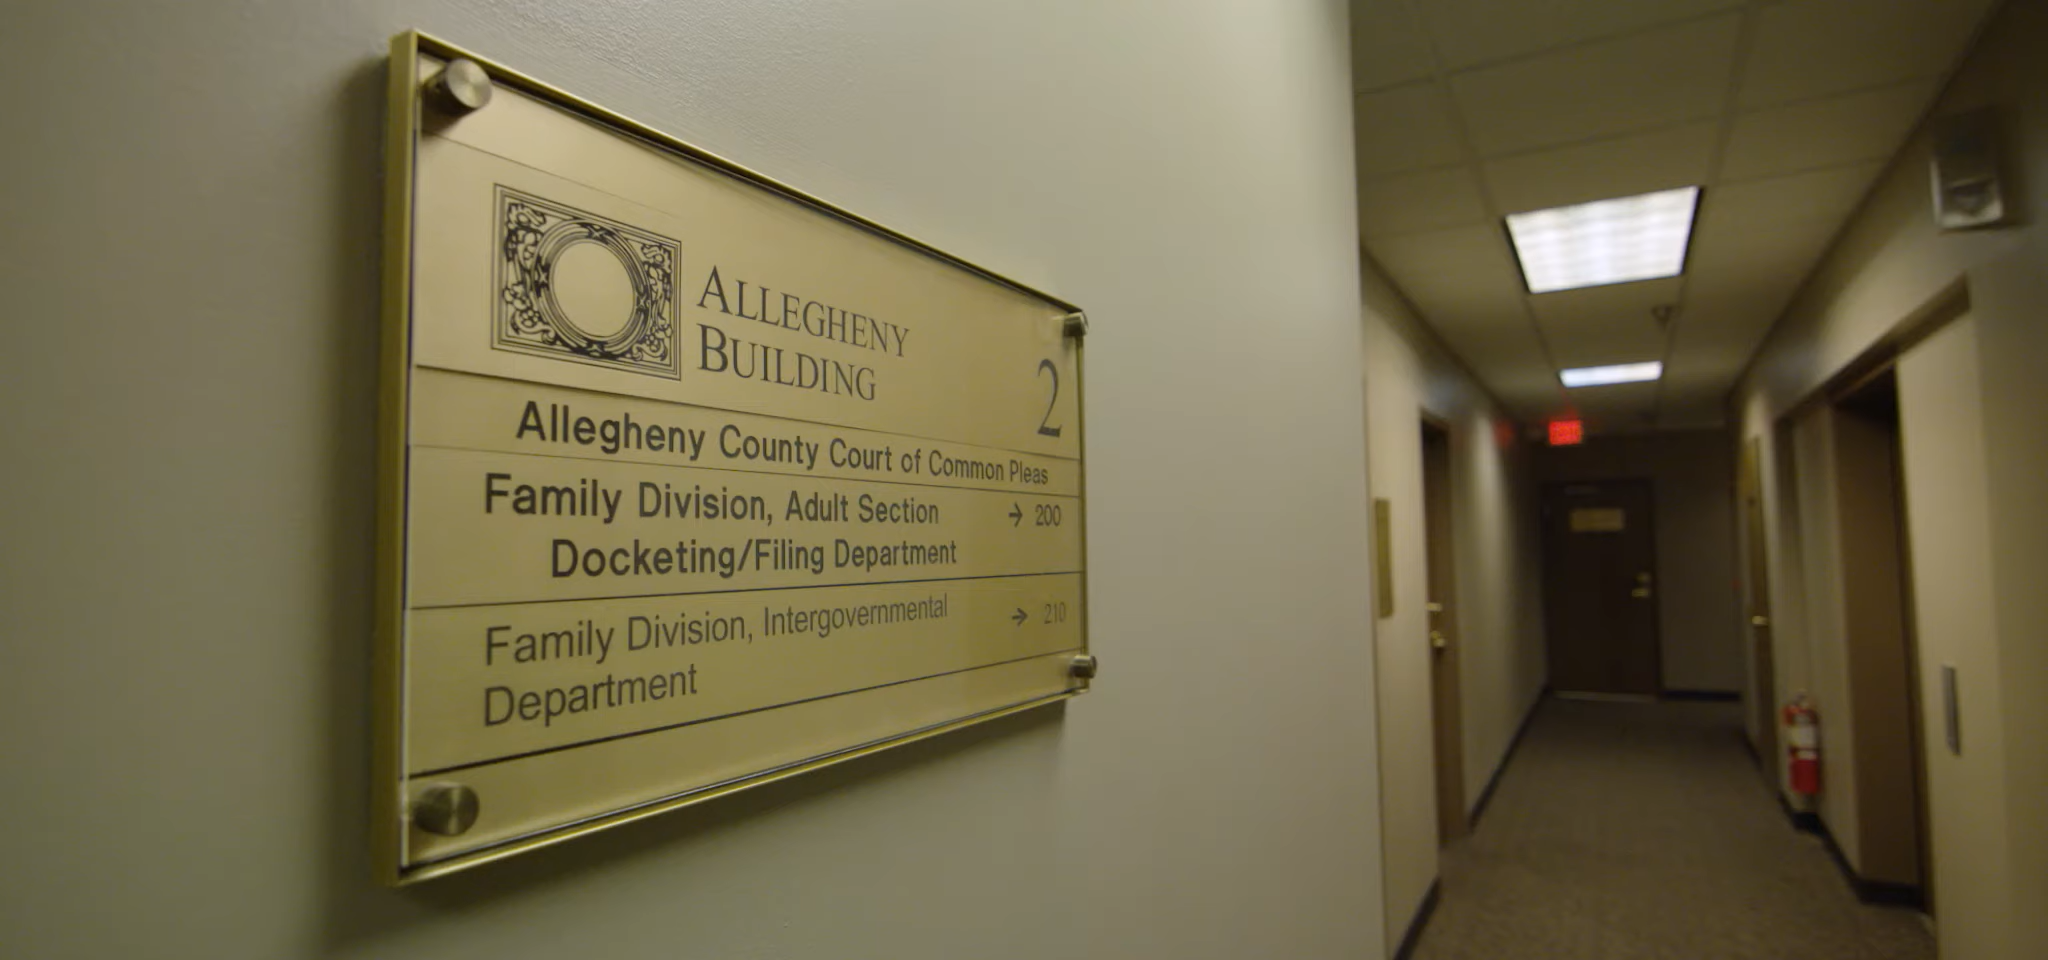 ALLEGHENY
BUILDING
2
Allegheny County Court of Common Pleas
Family Division, Adult Section → 200
Docketing/Filing Department
Family Division, Intergovernmental → 210
Department
EXIT